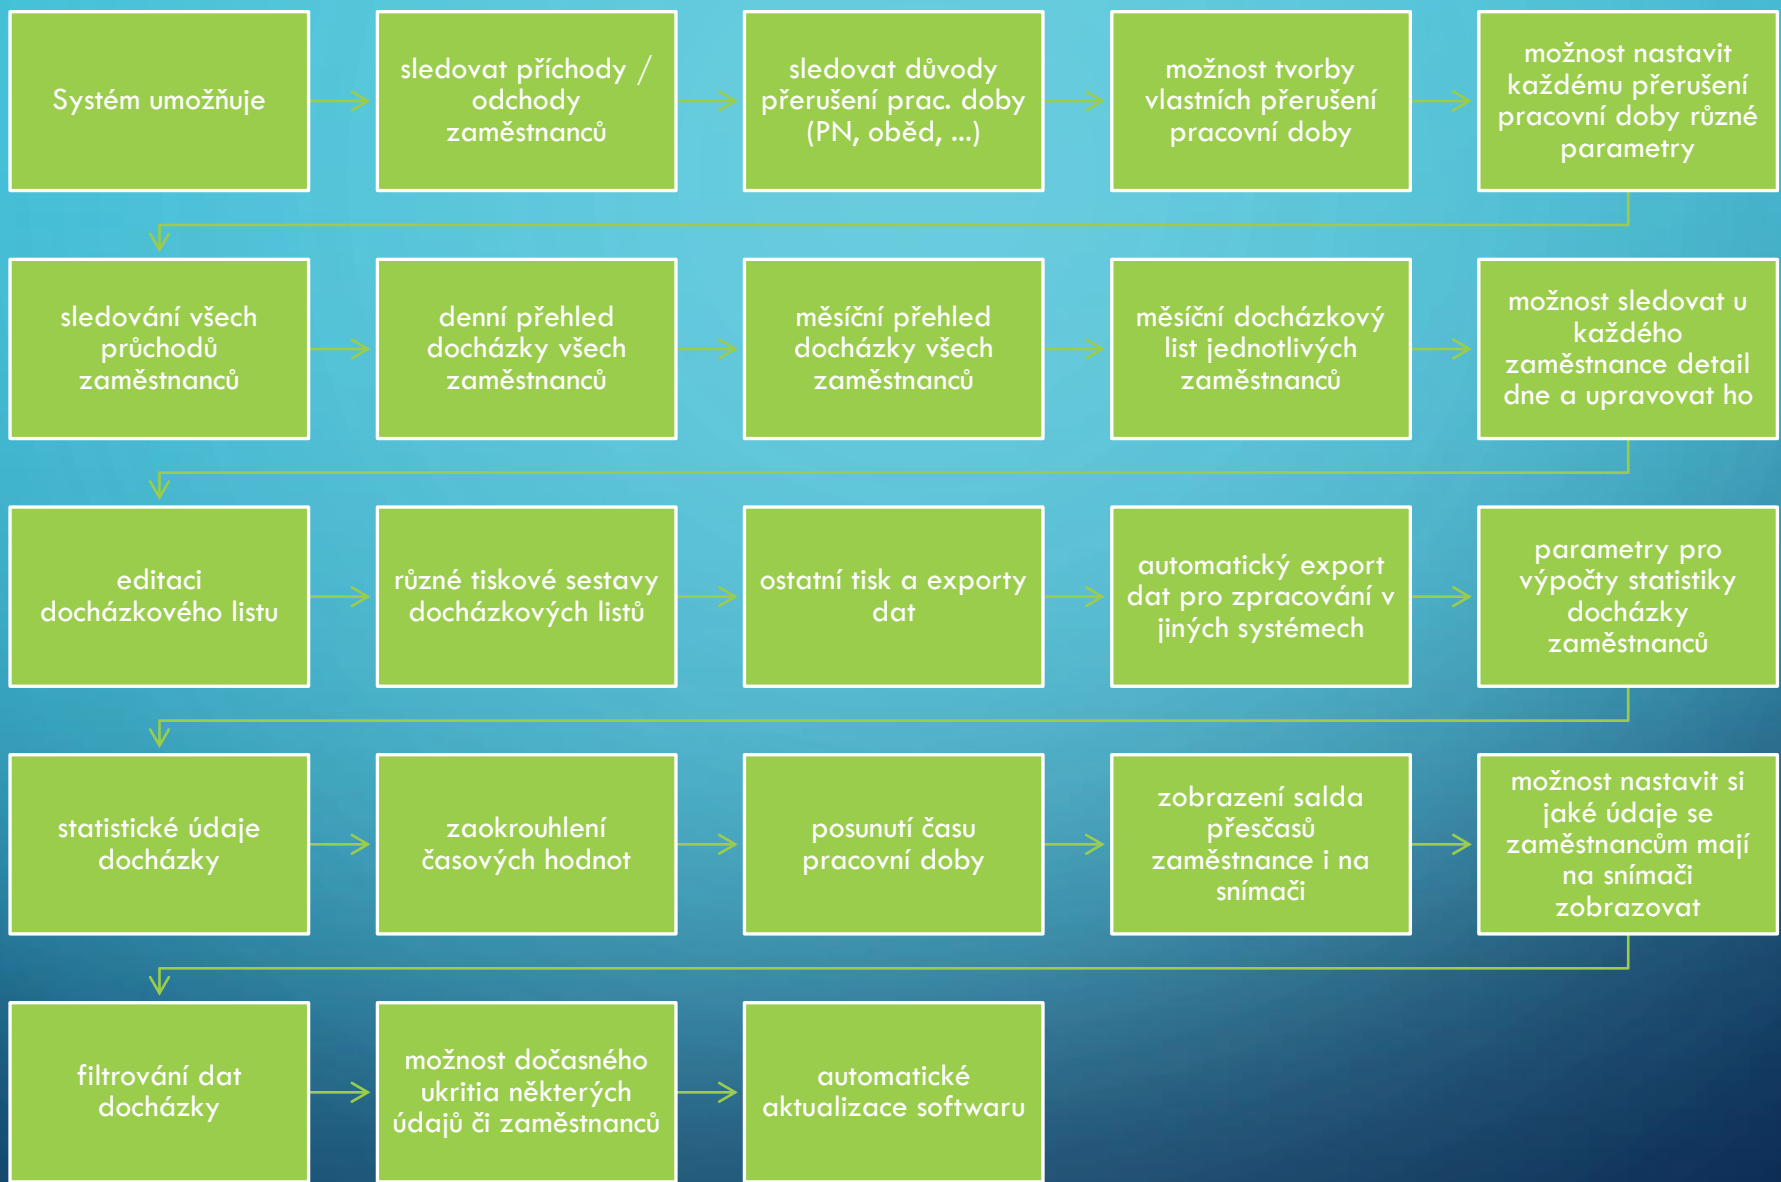 Systém umožňuje
sledovat příchody /
odchody
zaměstnanců
sledovat důvody
přerušení prac. doby
(PN, oběd, ...)
možnost tvorby
vlastních přerušení
pracovní doby
možnost nastavit
každému přerušení
pracovní doby různé
parametry
sledování všech
průchodů
zaměstnanců
denní přehled
docházky všech
zaměstnanců
měsíční přehled
docházky všech
zaměstnanců
měsíční docházkový
list jednotlivých
zaměstnanců
možnost sledovat u
každého
zaměstnance detail
dne a upravovat ho
editaci
docházkového listu
různé tiskové sestavy
docházkových listů
ostatní tisk a exporty
dat
automatický export
dat pro zpracování v
jiných systémech
parametry pro
výpočty statistiky
docházky
zaměstnanců
statistické údaje
docházky
zaokrouhlení
časových hodnot
posunutí času
pracovní doby
zobrazení salda
přesčasů
zaměstnance i na
snímači
možnost nastavit si
jaké údaje se
zaměstnancům mají
na snímači
zobrazovat
filtrování dat
docházky
možnost dočasného
ukritia některých
údajů či zaměstnanců
automatické
aktualizace softwaru